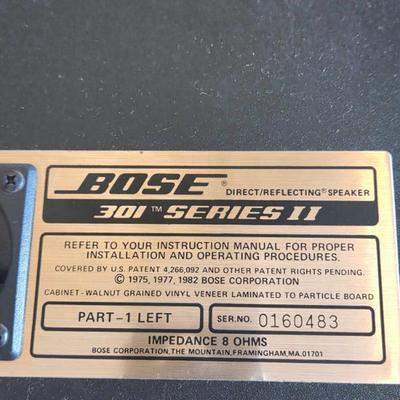 BOSE® DIRECT/REFLECTING® SPEAKER
301™ SERIES II
REFER TO YOUR INSTRUCTION MANUAL FOR PROPER
INSTALLATION AND OPERATING PROCEDURES.
COVERED BY U.S. PATENT 4,266,092 AND OTHER PATENT RIGHTS PENDING.
© 1975, 1977, 1982 BOSE CORPORATION
CABINET-WALNUT GRAINED VINYL VENEER LAMINATED TO PARTICLE BOARD
PART-1 LEFT SER.NO. 0160483
IMPEDANCE 8 OHMS
BOSE CORPORATION, THE MOUNTAIN, FRAMINGHAM, MA. 01701